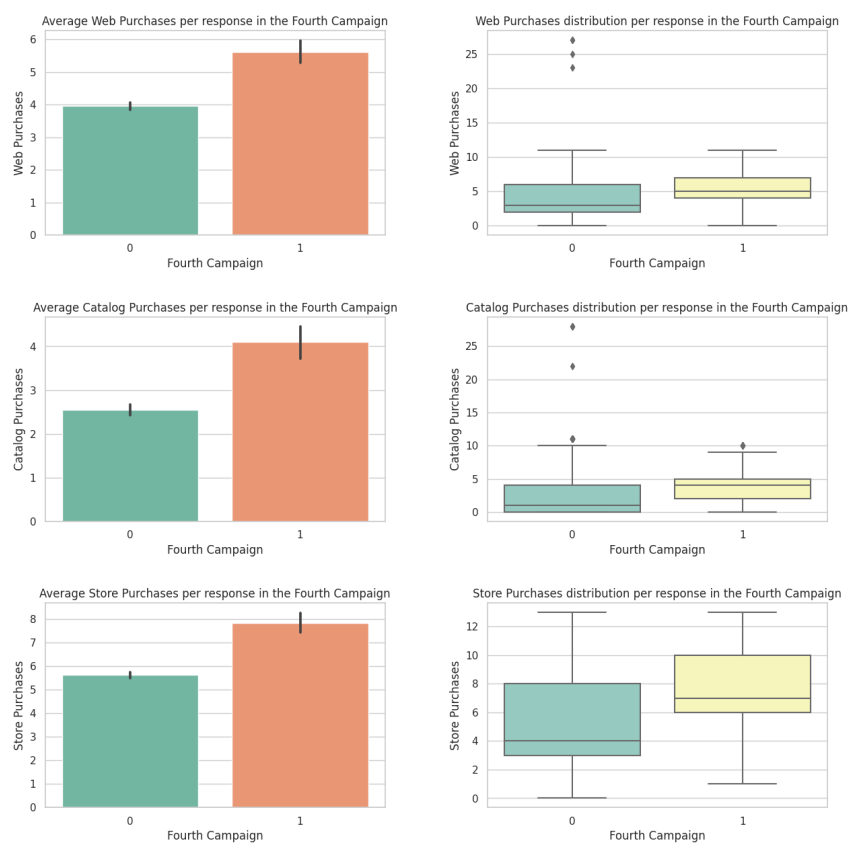 Average Web Purchases per response in the Fourth Campaign
6
5
4
3
2
1
0
Web Purchases
0 1
Fourth Campaign
Web Purchases distribution per response in the Fourth Campaign
25
20
15
10
5
0
Web Purchases
0 1
Fourth Campaign
Average Catalog Purchases per response in the Fourth Campaign
4
3
2
1
0
Catalog Purchases
0 1
Fourth Campaign
Catalog Purchases distribution per response in the Fourth Campaign
25
20
15
10
5
0
Catalog Purchases
0 1
Fourth Campaign
Average Store Purchases per response in the Fourth Campaign
8
7
6
5
4
3
2
1
0
Store Purchases
0 1
Fourth Campaign
Store Purchases distribution per response in the Fourth Campaign
12
10
8
6
4
2
0
Store Purchases
0 1
Fourth Campaign